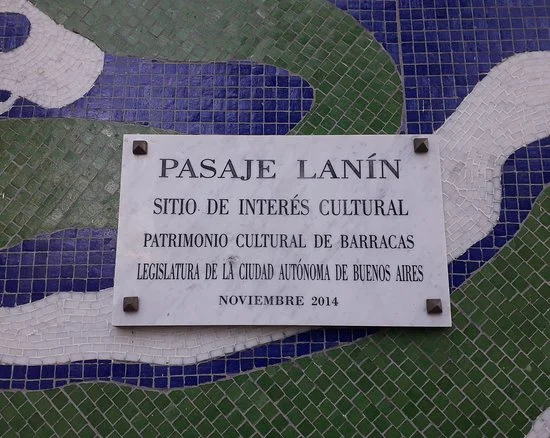 PASAJE LANÍN
SITIO DE INTERÉS CULTURAL
PATRIMONIO CULTURAL DE BARRACAS
LEGISLATURA DE LA CIUDAD AUTÓNOMA DE BUENOS AIRES
NOVIEMBRE 2014